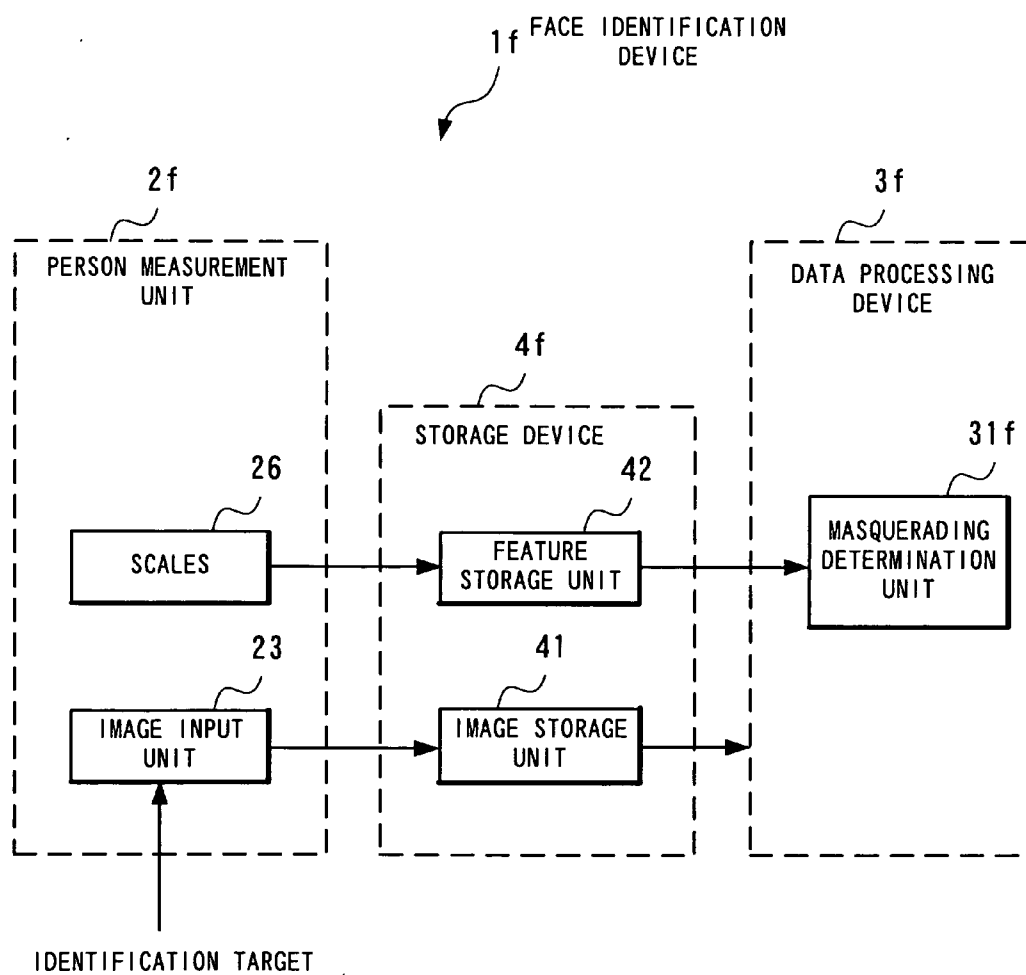 1f FACE IDENTIFICATION
DEVICE
2f
3f
PERSON MEASUREMENT
UNIT
DATA PROCESSING
DEVICE
4f
STORAGE DEVICE
31f
26
42
SCALES
FEATURE
STORAGE UNIT
MASQUERADING
DETERMINATION
UNIT
23
41
IMAGE INPUT
UNIT
IMAGE STORAGE
UNIT
IDENTIFICATION TARGET